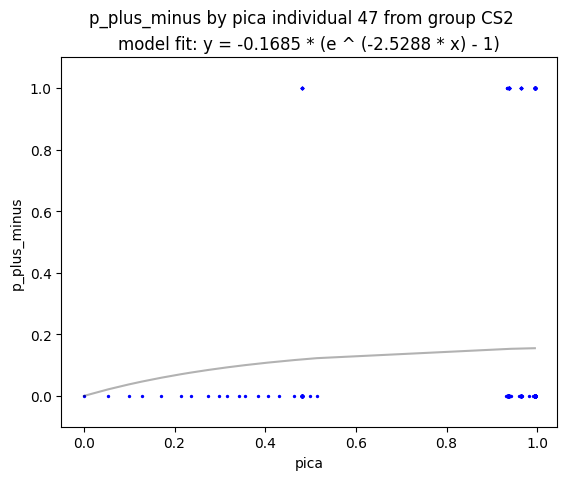 p_plus_minus by pica individual 47 from group CS2
model fit: y = -0.1685 * (e ^ (-2.5288 * x) - 1)
1.0
0.8
0.6
0.4
0.2
0.0
p_plus_minus
0.0 0.2 0.4 0.6 0.8 1.0
pica